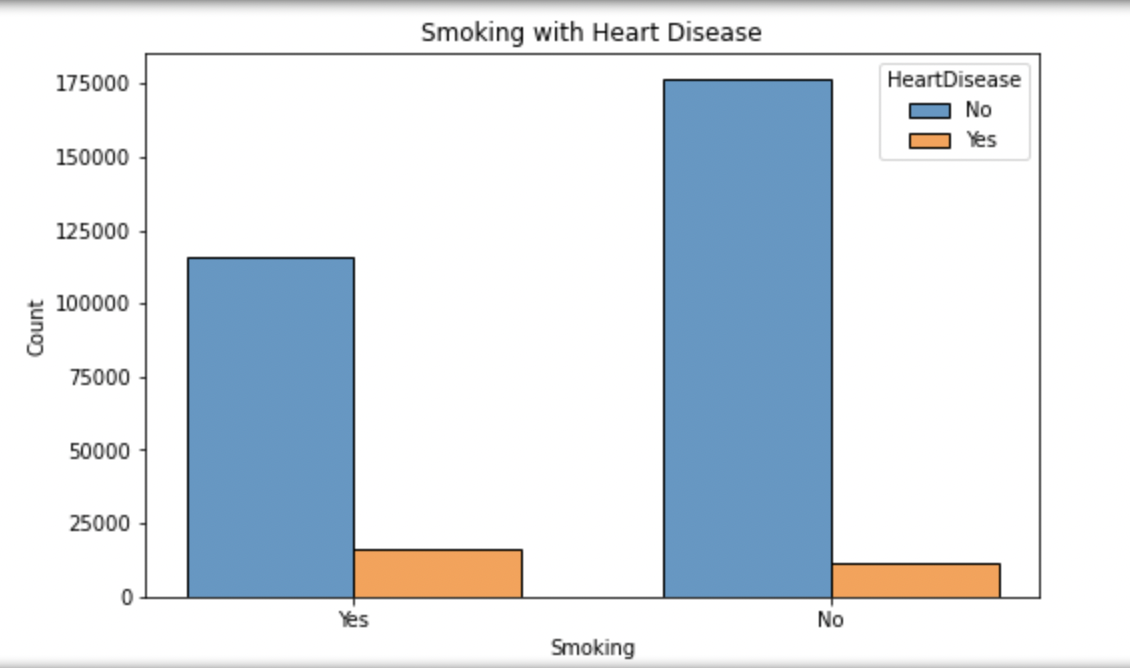 Smoking with Heart Disease
HeartDisease
No
Yes
175000
150000
125000
100000
75000
50000
25000
0
Count
Yes
No
Smoking